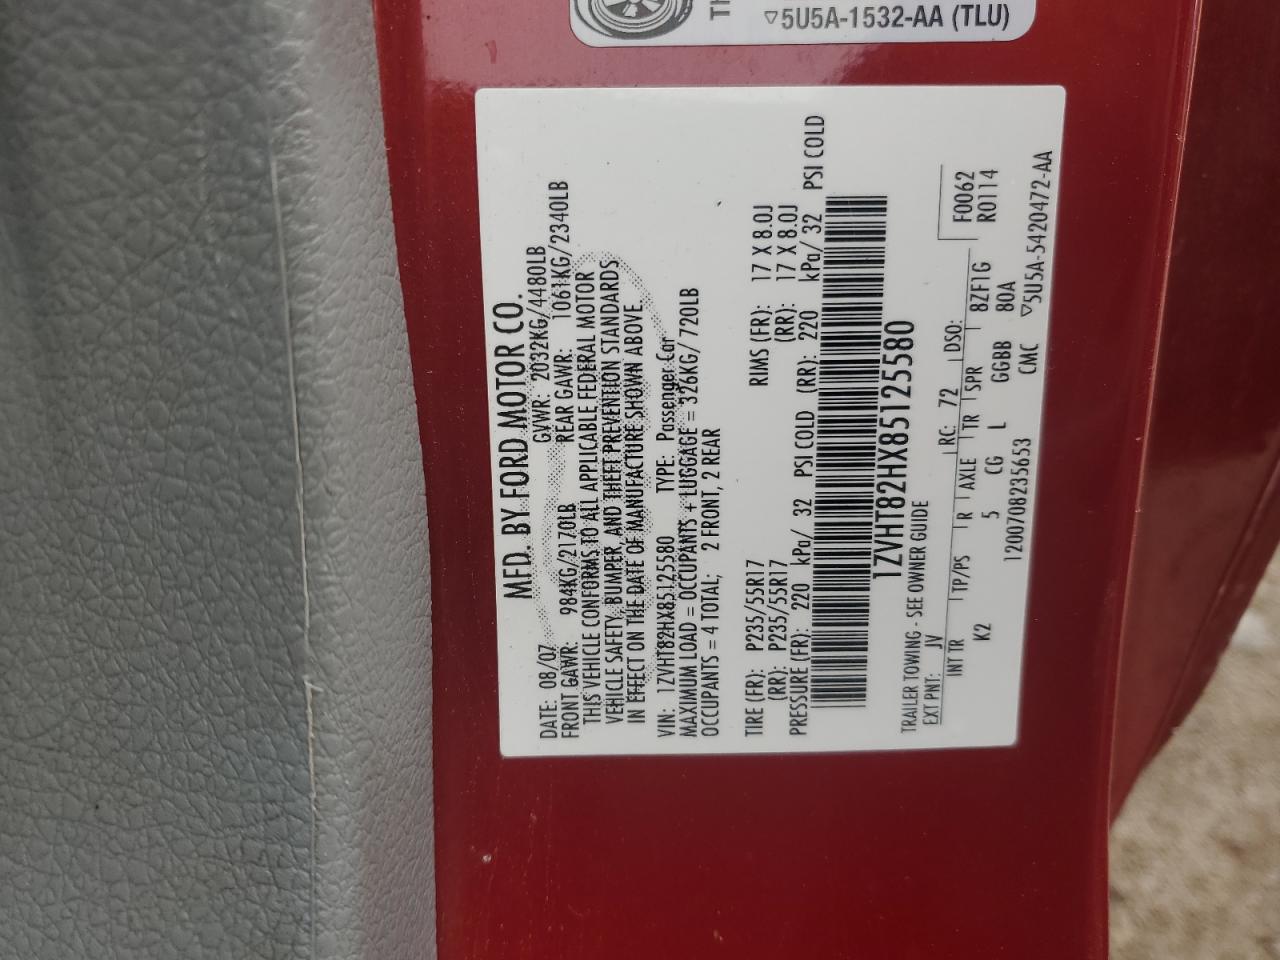 TI
▽5U5A-1532-AA (TLU)
MFD. BY FORD MOTOR CO.
DATE: 08/07 GVWR: 2032KG/4480LB
FRONT GAWR: 984KG/2170LB REAR GAWR: 1061KG/2340LB
THIS VEHICLE CONFORMS TO ALL APPLICABLE FEDERAL MOTOR
VEHICLE SAFETY, BUMPER, AND THEFT PREVENTION STANDARDS
IN EFFECT ON THE DATE OF MANUFACTURE SHOWN ABOVE.
VIN: 1ZVHT82HX85125580 TYPE: Passenger Car
MAXIMUM LOAD = OCCUPANTS + LUGGAGE = 326KG/720LB
OCCUPANTS = 4 TOTAL; 2 FRONT, 2 REAR
TIRE (FR): P235/55R17 RIMS (FR): 17 X 8.0J
(RR): P235/55R17 (RR): 17 X 8.0J
PRESSURE (FR): 220 kPa/ 32 PSI COLD (RR): 220 kPa/ 32 PSI COLD
1ZVHT82HX85125580
TRAILER TOWING - SEE OWNER GUIDE
EXT PNT: JV RC: 72 DSO: F0062
INT TR TP/PS R AXLE TR SPR 8ZF1G R0114
K2 5 CG L GGBB 80A
120070823565​3 CMC ▽5U5A-5420472-AA